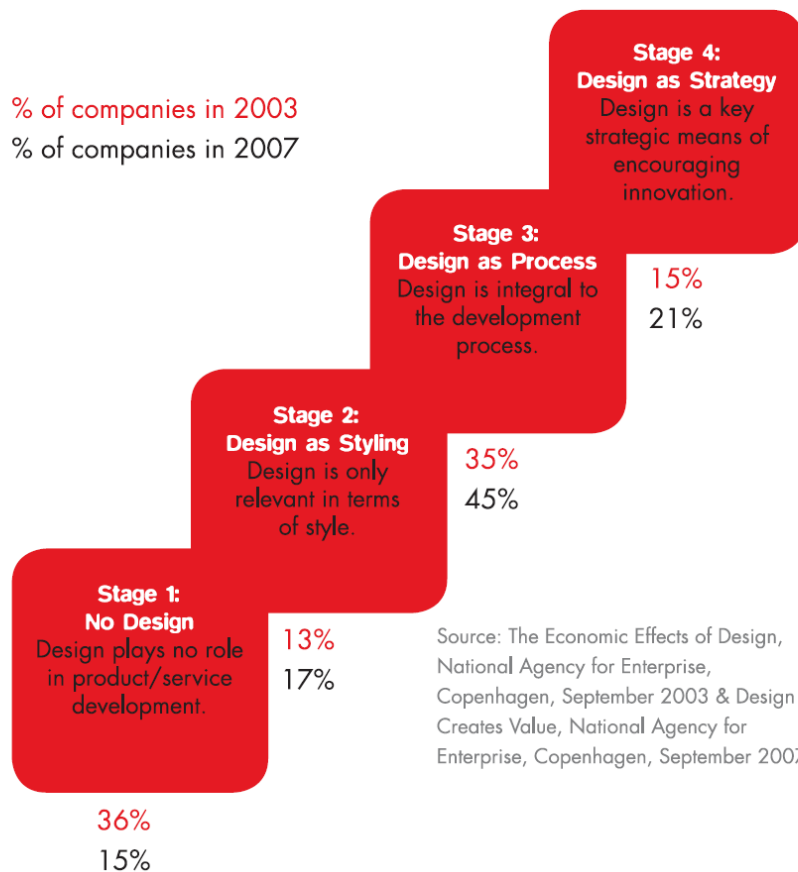 % of companies in 2003
% of companies in 2007
Stage 4:
Design as Strategy
Design is a key
strategic means of
encouraging
innovation.
15%
21%
Stage 3:
Design as Process
Design is integral to
the development
process.
35%
45%
Stage 2:
Design as Styling
Design is only
relevant in terms
of style.
13%
17%
Stage 1:
No Design
Design plays no role
in product/service
development.
36%
15%
Source: The Economic Effects of Design,
National Agency for Enterprise,
Copenhagen, September 2003 & Design
Creates Value, National Agency for
Enterprise, Copenhagen, September 2007